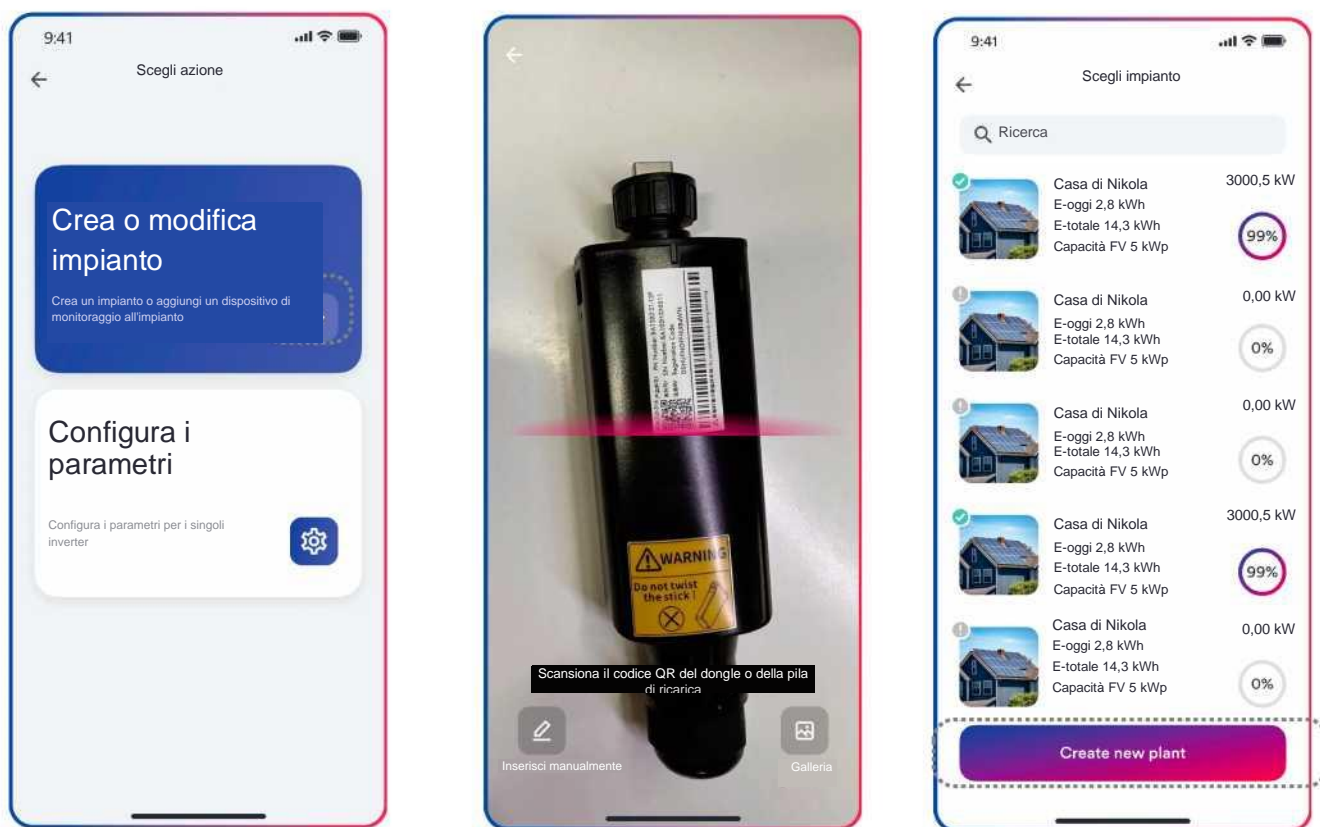 9:41
Scegli azione
Crea o modifica
impianto
Crea un impianto o aggiungi un dispositivo di
monitoraggio all'impianto
Configura i
parametri
Configura i parametri per i singoli
inverter
WARNING
Do not twist
the stick!
Scansiona il codice QR del dongle o della pila
di ricarica
Inserisci manualmente
Galleria
9:41
Scegli impianto
Ricerca
Casa di Nikola
3000,5 kW
E-oggi 2,8 kWh
E-totale 14,3 kWh
99%
Capacità FV 5 kWp
Casa di Nikola
0,00 kW
E-oggi 2,8 kWh
E-totale 14,3 kWh
0%
Capacità FV 5 kWp
Casa di Nikola
0,00 kW
E-oggi 2,8 kWh
E-totale 14,3 kWh
0%
Capacità FV 5 kWp
Casa di Nikola
3000,5 kW
E-oggi 2,8 kWh
E-totale 14,3 kWh
99%
Capacità FV 5 kWp
Casa di Nikola
0,00 kW
E-oggi 2,8 kWh
E-totale 14,3 kWh
0%
Capacità FV 5 kWp
Create new plant